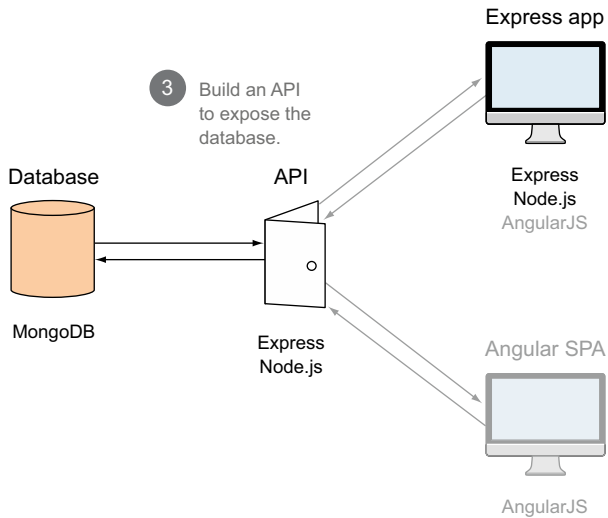 Express app
3
Build an API
to expose the
database.
Database
API
Express
Node.js
AngularJS
MongoDB
Express
Node.js
Angular SPA
AngularJS